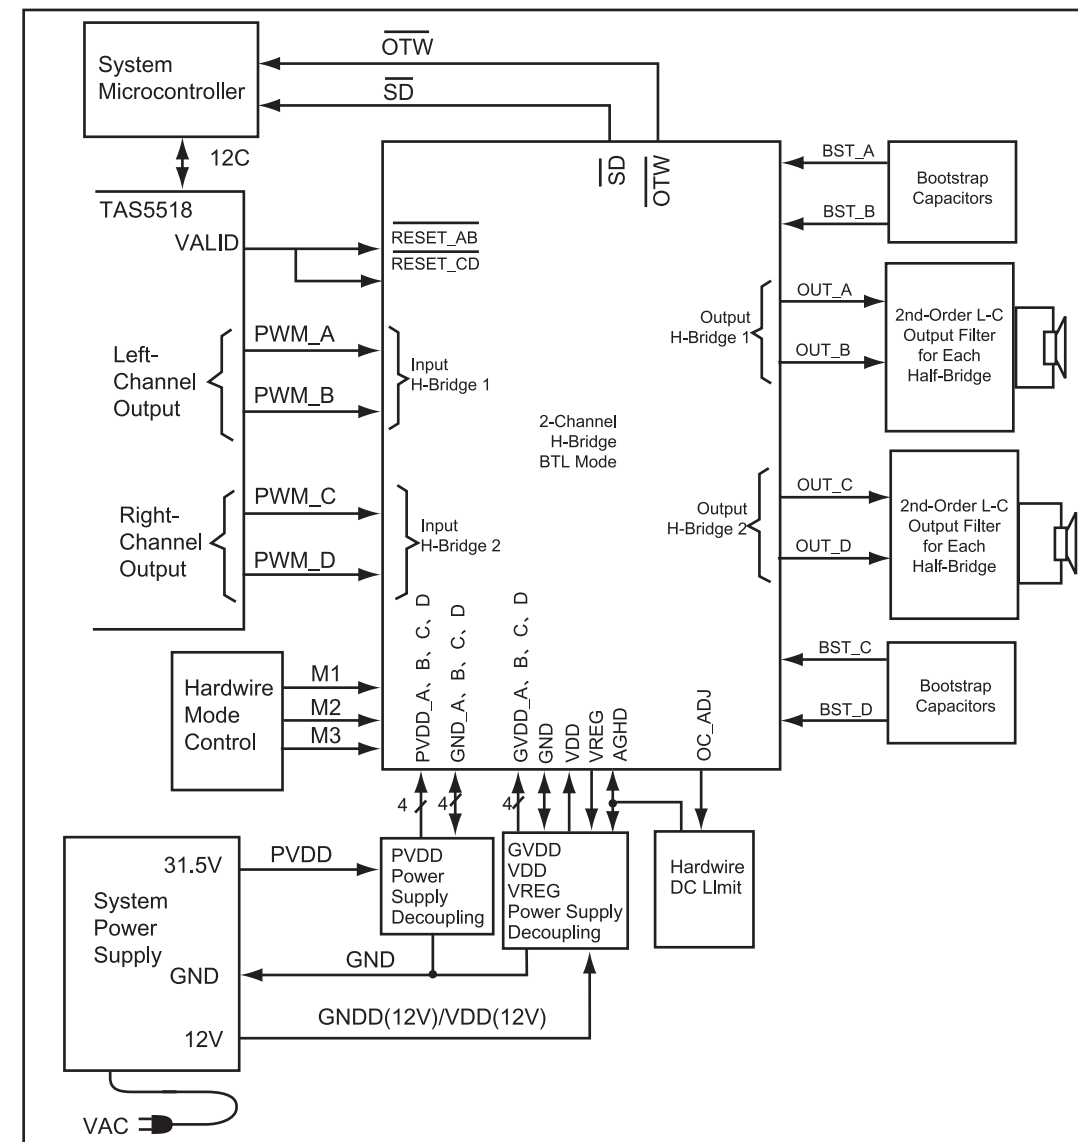 OTW
SD
System
Microcontroller
12C
TAS5518
VALID
SD
OTW
RESET_AB
RESET_CD
BST_A
BST_B
Bootstrap
Capacitors
PWM_A
PWM_B
Left-
Channel
Output
Input
H-Bridge 1
Output
H-Bridge 1
OUT_A
OUT_B
2nd-Order L-C
Output Filter
for Each
Half-Bridge
2-Channel
H-Bridge
BTL Mode
PWM_C
PWM_D
Right-
Channel
Output
Input
H-Bridge 2
Output
H-Bridge 2
OUT_C
OUT_D
2nd-Order L-C
Output Filter
for Each
Half-Bridge
Hardwire
Mode
Control
M1
M2
M3
PVDD_A、B、C、D
GND_A、B、C、D
GVDD_A、B、C、D
GND
VDD
VREG
AGHD
OC_ADJ
BST_C
BST_D
Bootstrap
Capacitors
4
4
4
System
Power
Supply
31.5V
GND
12V
PVDD
PVDD
Power
Supply
Decoupling
GVDD
VDD
VREG
Power Supply
Decoupling
Hardwire
DC LImit
GND
GNDD(12V)/VDD(12V)
VAC